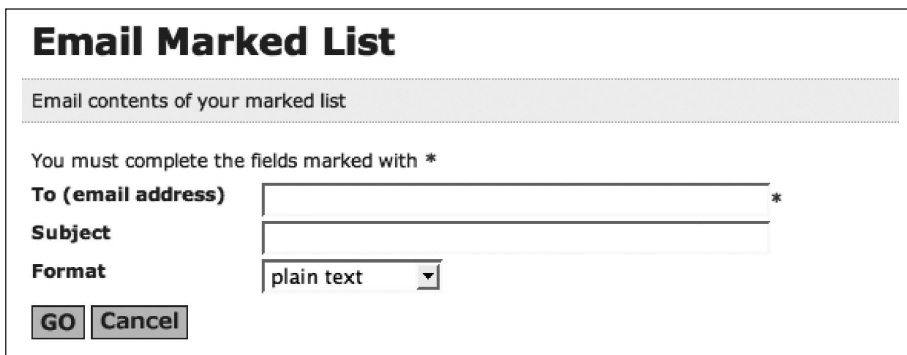 Email Marked List
Email contents of your marked list
You must complete the fields marked with *
To (email address) *
Subject
Format plain text
GO Cancel